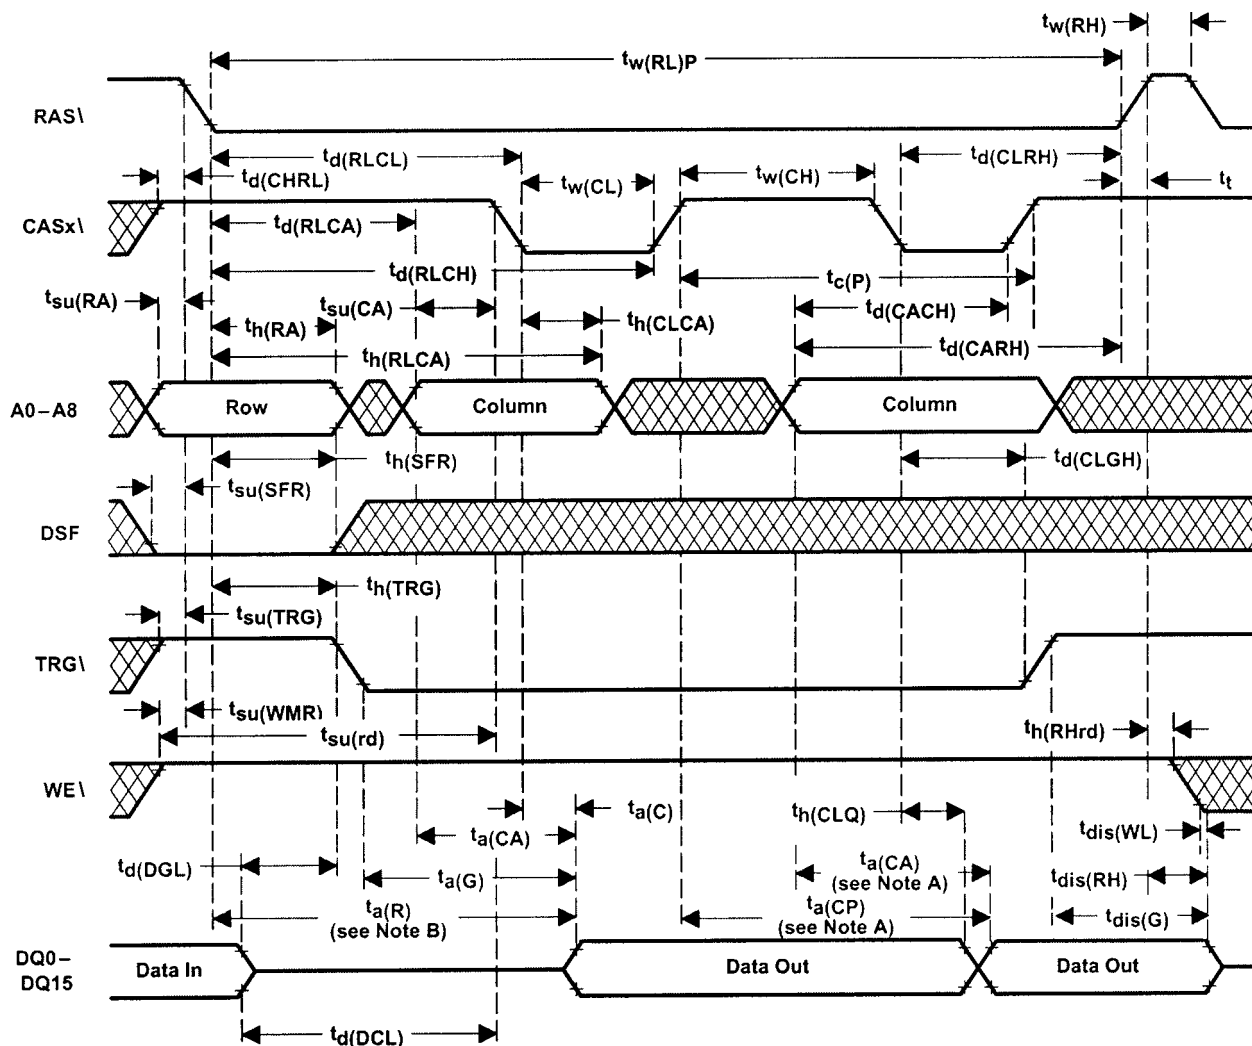 tw(RH)
tw(RL)P
RAS\
td(RLCL)
td(CLRH)
td(CHRL)
tw(CL)
tw(CH)
tt
CASx\
td(RLCA)
td(RLCH)
tc(P)
tsu(RA)
tsu(CA)
td(CACH)
th(RA)
th(CLCA)
th(RLCA)
td(CARH)
A0–A8
Row
Column
Column
th(SFR)
td(CLGH)
tsu(SFR)
DSF
th(TRG)
tsu(TRG)
TRG\
tsu(WMR)
tsu(rd)
th(RHrd)
WE\
ta(C)
th(CLQ)
ta(CA)
tdis(WL)
td(DGL)
ta(CA)
(see Note A)
ta(G)
tdis(RH)
ta(R)
(see Note B)
ta(CP)
(see Note A)
tdis(G)
DQ0–
DQ15
Data In
Data Out
Data Out
td(DCL)